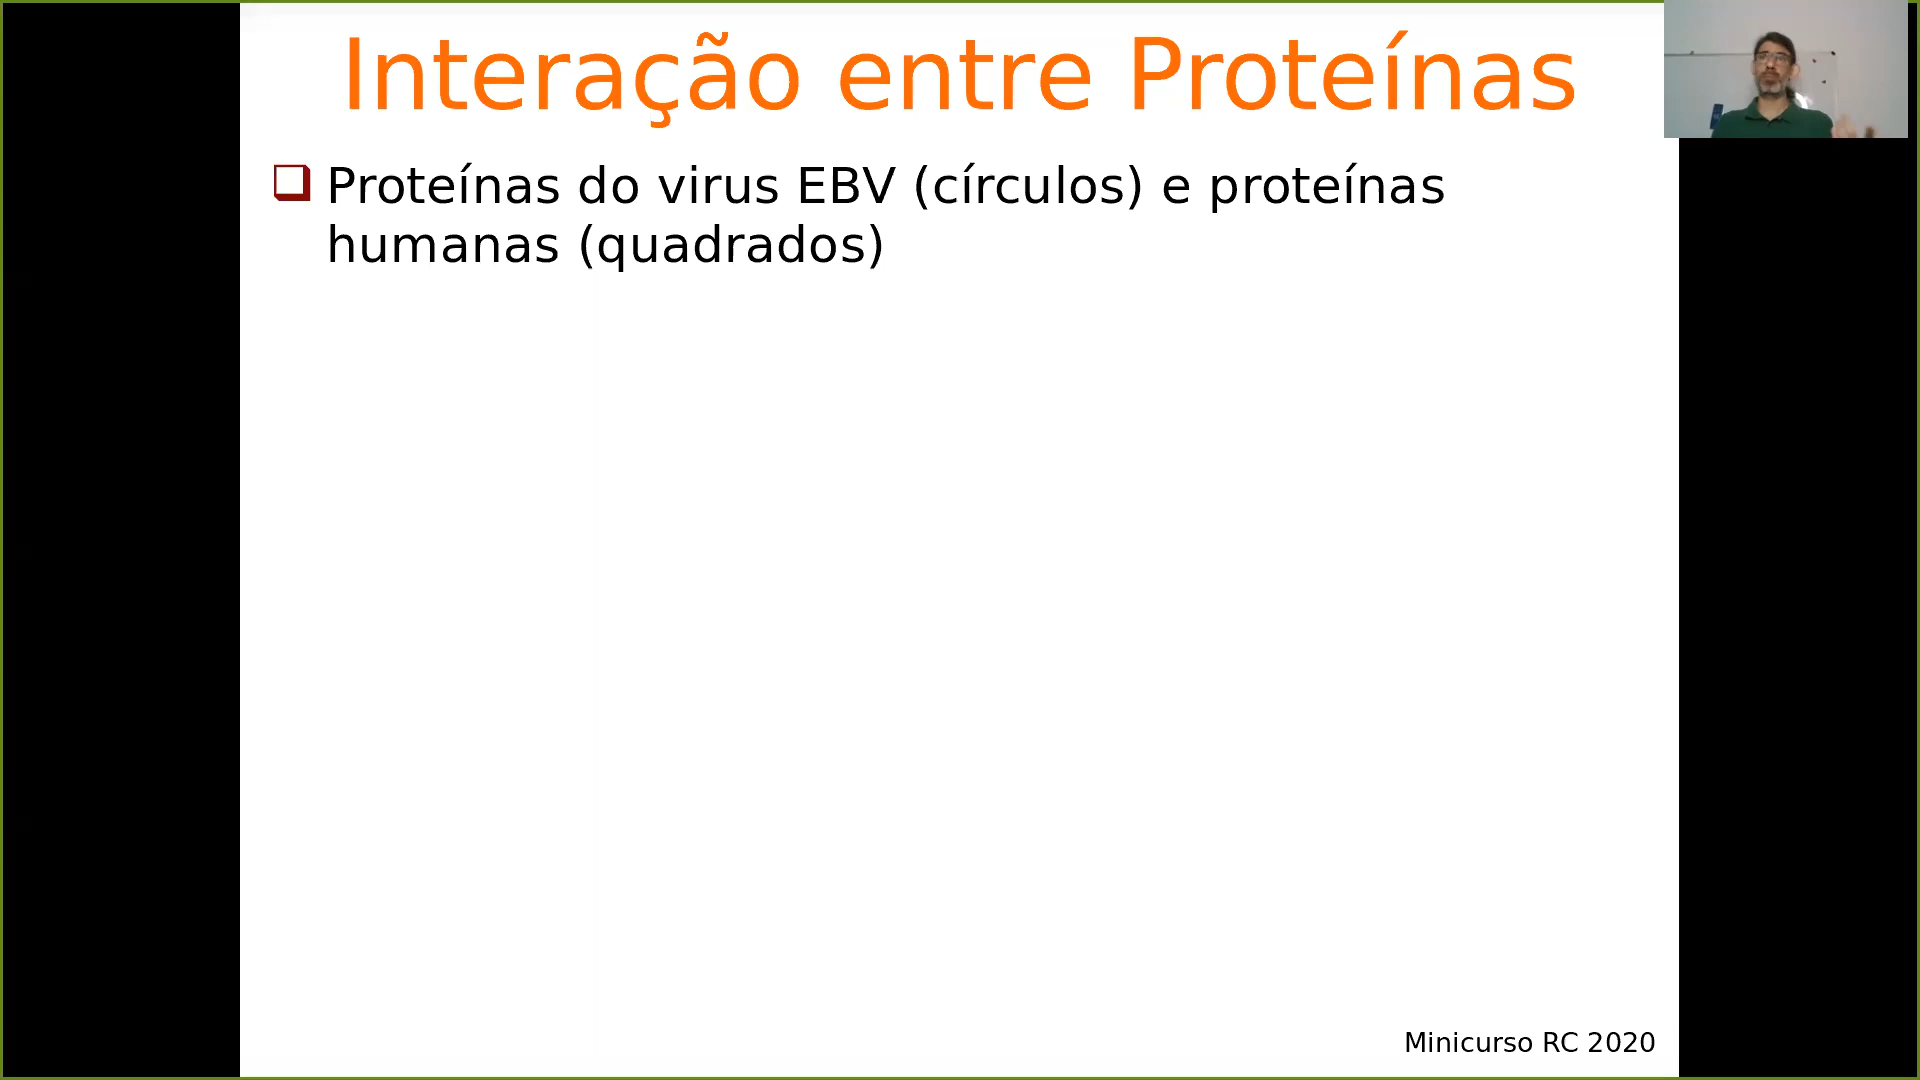 Interação entre Proteínas
Proteínas do virus EBV (círculos) e proteínas
humanas (quadrados)
Minicurso RC 2020